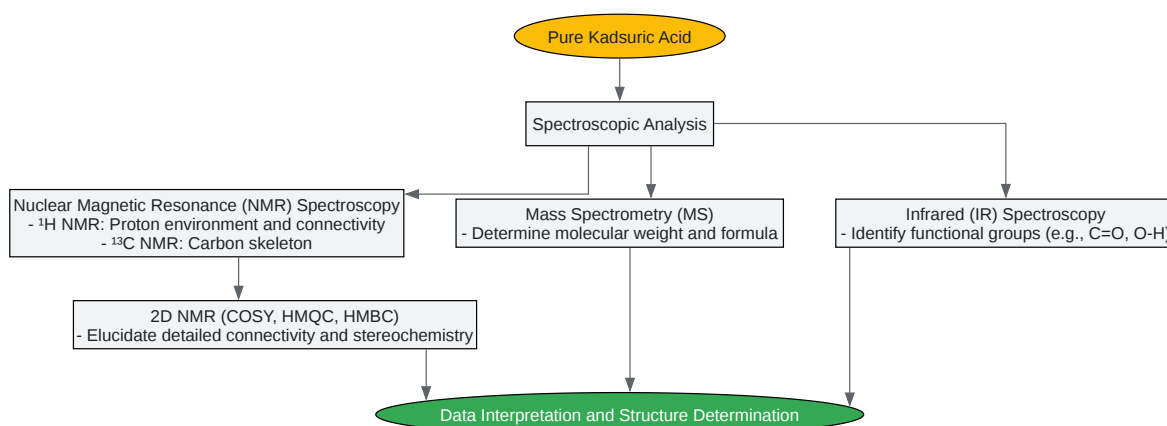 Pure Kadsuric Acid
Spectroscopic Analysis
Nuclear Magnetic Resonance (NMR) Spectroscopy
- ¹H NMR: Proton environment and connectivity
- ¹³C NMR: Carbon skeleton
Mass Spectrometry (MS)
- Determine molecular weight and formula
Infrared (IR) Spectroscopy
- Identify functional groups (e.g., C=O, O-H)
2D NMR (COSY, HMQC, HMBC)
- Elucidate detailed connectivity and stereochemistry
Data Interpretation and Structure Determination